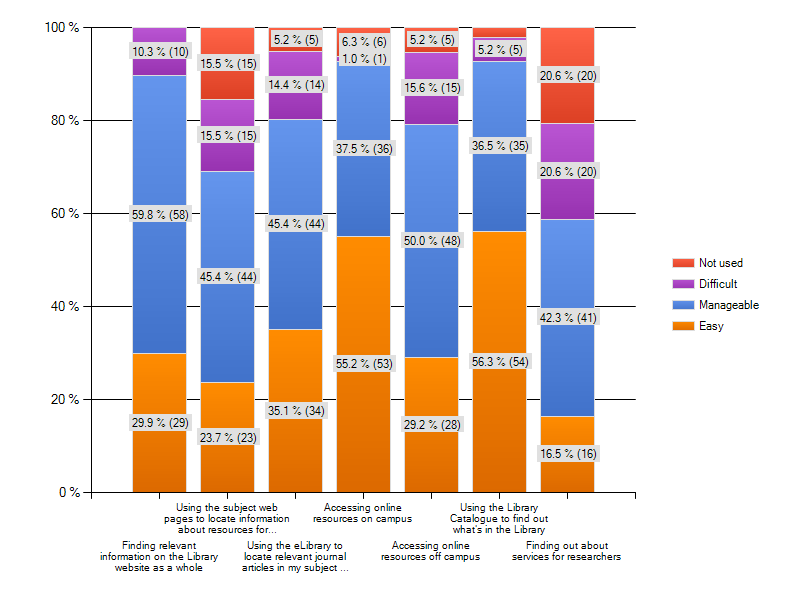 100 %
80 %
60 %
40 %
20 %
0 %
10.3 % (10)
59.8 % (58)
29.9 % (29)
15.5 % (15)
15.5 % (15)
45.4 % (44)
23.7 % (23)
5.2 % (5)
14.4 % (14)
45.4 % (44)
35.1 % (34)
6.3 % (6)
1.0 % (1)
37.5 % (36)
55.2 % (53)
5.2 % (5)
15.6 % (15)
50.0 % (48)
29.2 % (28)
5.2 % (5)
36.5 % (35)
56.3 % (54)
20.6 % (20)
20.6 % (20)
42.3 % (41)
16.5 % (16)
Finding relevant
information on the Library
website as a whole
Using the subject web
pages to locate information
about resources for...
Using the eLibrary to
locate relevant journal
articles in my subject ...
Accessing online
resources on campus
Accessing online
resources off campus
Using the Library
Catalogue to find out
what's in the Library
Finding out about
services for researchers
Not used
Difficult
Manageable
Easy